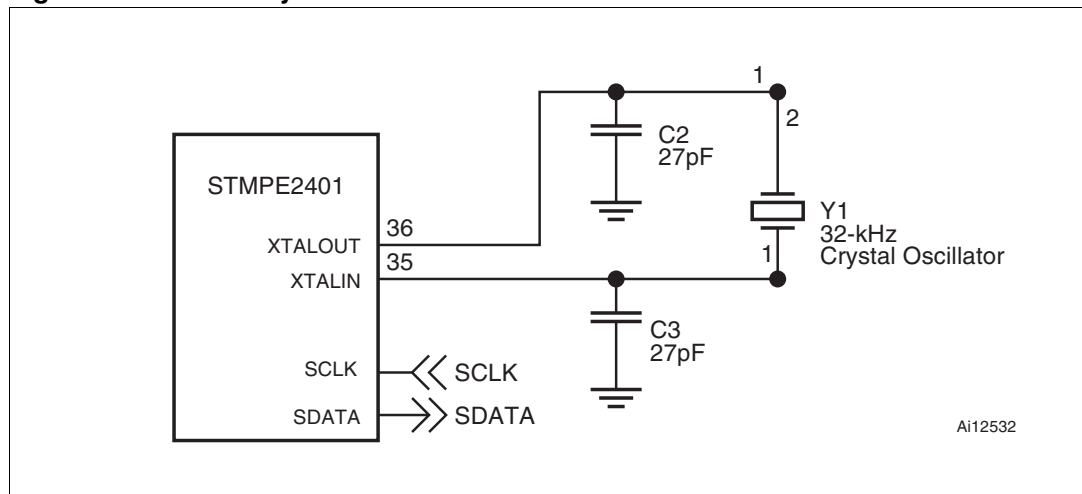 1
2
C2
27pF
STMPE2401
Y1
32-kHz
Crystal Oscillator
XTALOUT
36
XTALIN
35
1
C3
27pF
SCLK
SCLK
SDATA
SDATA
Ai12532